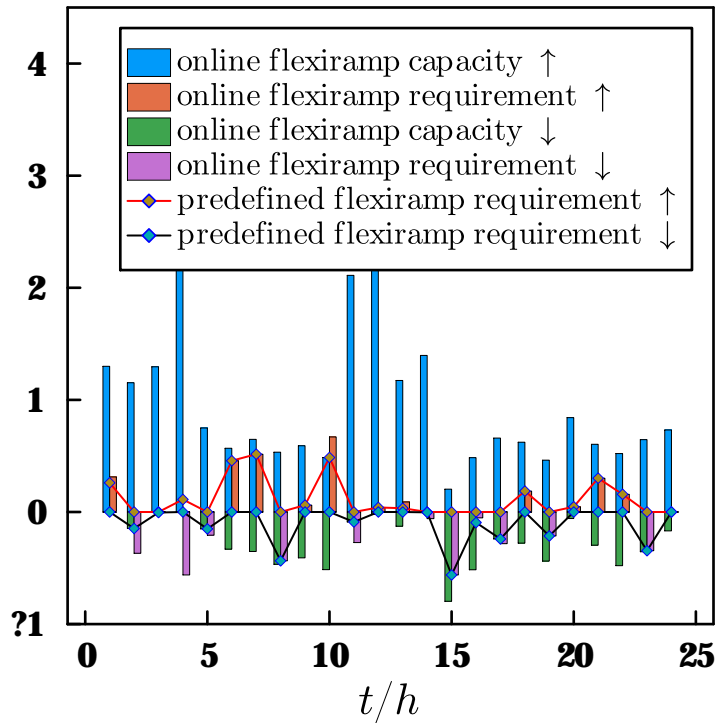 4
online flexiramp capacity ↑
online flexiramp requirement ↑
online flexiramp capacity ↓
online flexiramp requirement ↓
predefined flexiramp requirement ↑
predefined flexiramp requirement ↓
3
2
1
0
?1
0 5 10 15 20 25
t/h